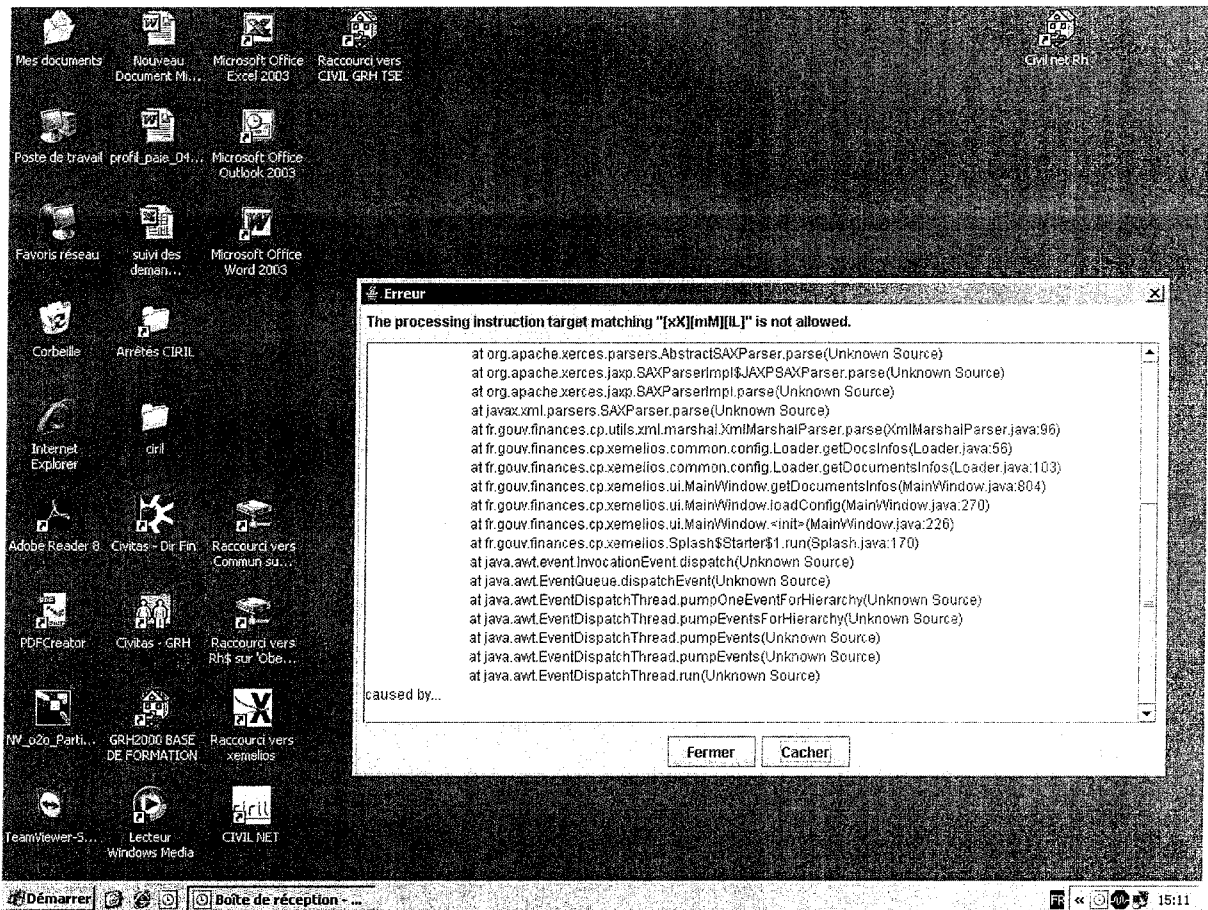 Mes documents
Nouveau Document Mi...
Microsoft Office Excel 2003
Raccourci vers CIVIL GRH TSE
Civil net Rh
Poste de travail
profil_paie_04...
Microsoft Office Outlook 2003
Favoris réseau
suivi des deman...
Microsoft Office Word 2003
Corbeille
Arrêtés CIRIL
Internet Explorer
ciril
Adobe Reader 8
Civitas - Dir Fin
Raccourci vers Commun su...
PDFCreator
Civitas - GRH
Raccourci vers Rh$ sur 'Obe...
NV_o2o_Parti...
GRH2000 BASE DE FORMATION
Raccourci vers xemelios
TeamViewer-S...
Lecteur Windows Media
ciril
CIVIL NET
Erreur
The processing instruction target matching "[xX][mM][lL]" is not allowed.
at org.apache.xerces.parsers.AbstractSAXParser.parse(Unknown Source)
at org.apache.xerces.jaxp.SAXParserImpl$JAXPSAXParser.parse(Unknown Source)
at org.apache.xerces.jaxp.SAXParserImpl.parse(Unknown Source)
at javax.xml.parsers.SAXParser.parse(Unknown Source)
at fr.gouv.finances.cp.utils.xml.marshal.XmlMarshalParser.parse(XmlMarshalParser.java:96)
at fr.gouv.finances.cp.xemelios.common.config.Loader.getDocsInfos(Loader.java:56)
at fr.gouv.finances.cp.xemelios.common.config.Loader.getDocumentsInfos(Loader.java:103)
at fr.gouv.finances.cp.xemelios.ui.MainWindow.getDocumentsInfos(MainWindow.java:804)
at fr.gouv.finances.cp.xemelios.ui.MainWindow.loadConfig(MainWindow.java:270)
at fr.gouv.finances.cp.xemelios.ui.MainWindow.<init>(MainWindow.java:226)
at fr.gouv.finances.cp.xemelios.Splash$Starter$1.run(Splash.java:170)
at java.awt.event.InvocationEvent.dispatch(Unknown Source)
at java.awt.EventQueue.dispatchEvent(Unknown Source)
at java.awt.EventDispatchThread.pumpOneEventForHierarchy(Unknown Source)
at java.awt.EventDispatchThread.pumpEventsForHierarchy(Unknown Source)
at java.awt.EventDispatchThread.pumpEvents(Unknown Source)
at java.awt.EventDispatchThread.pumpEvents(Unknown Source)
at java.awt.EventDispatchThread.run(Unknown Source)
caused by...
Fermer
Cacher
Démarrer
Boîte de réception - ...
FR
15:11